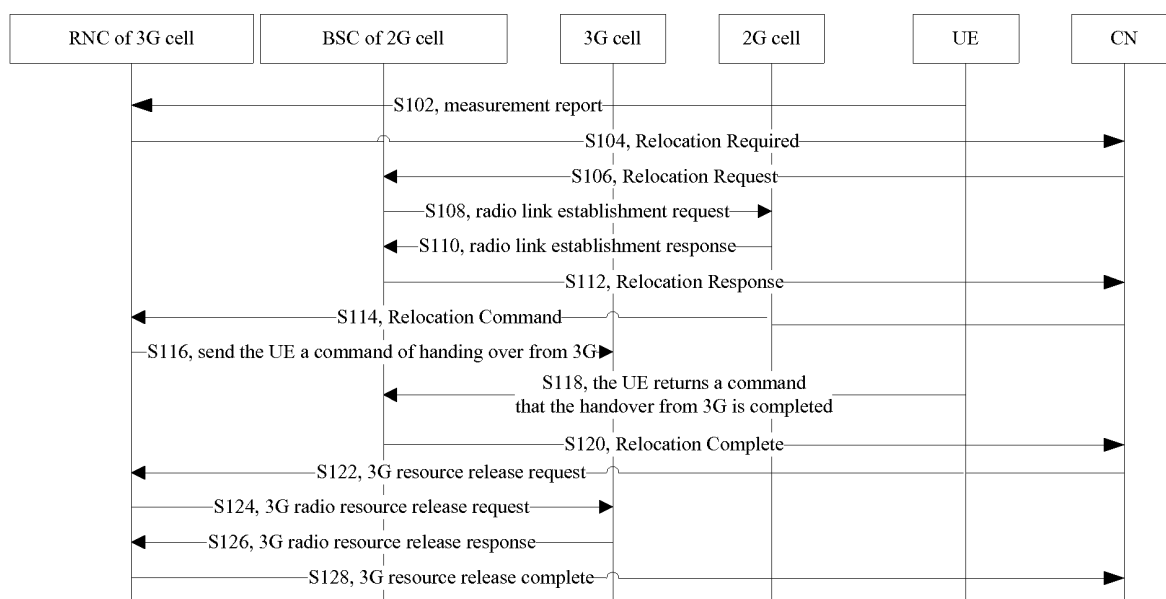 RNC of 3G cell
BSC of 2G cell
3G cell
2G cell
UE
CN
S102, measurement report
S104, Relocation Required
S106, Relocation Request
S108, radio link establishment request
S110, radio link establishment response
S112, Relocation Response
S114, Relocation Command
S116, send the UE a command of handing over from 3G
S118, the UE returns a command
that the handover from 3G is completed
S120, Relocation Complete
S122, 3G resource release request
S124, 3G radio resource release request
S126, 3G radio resource release response
S128, 3G resource release complete